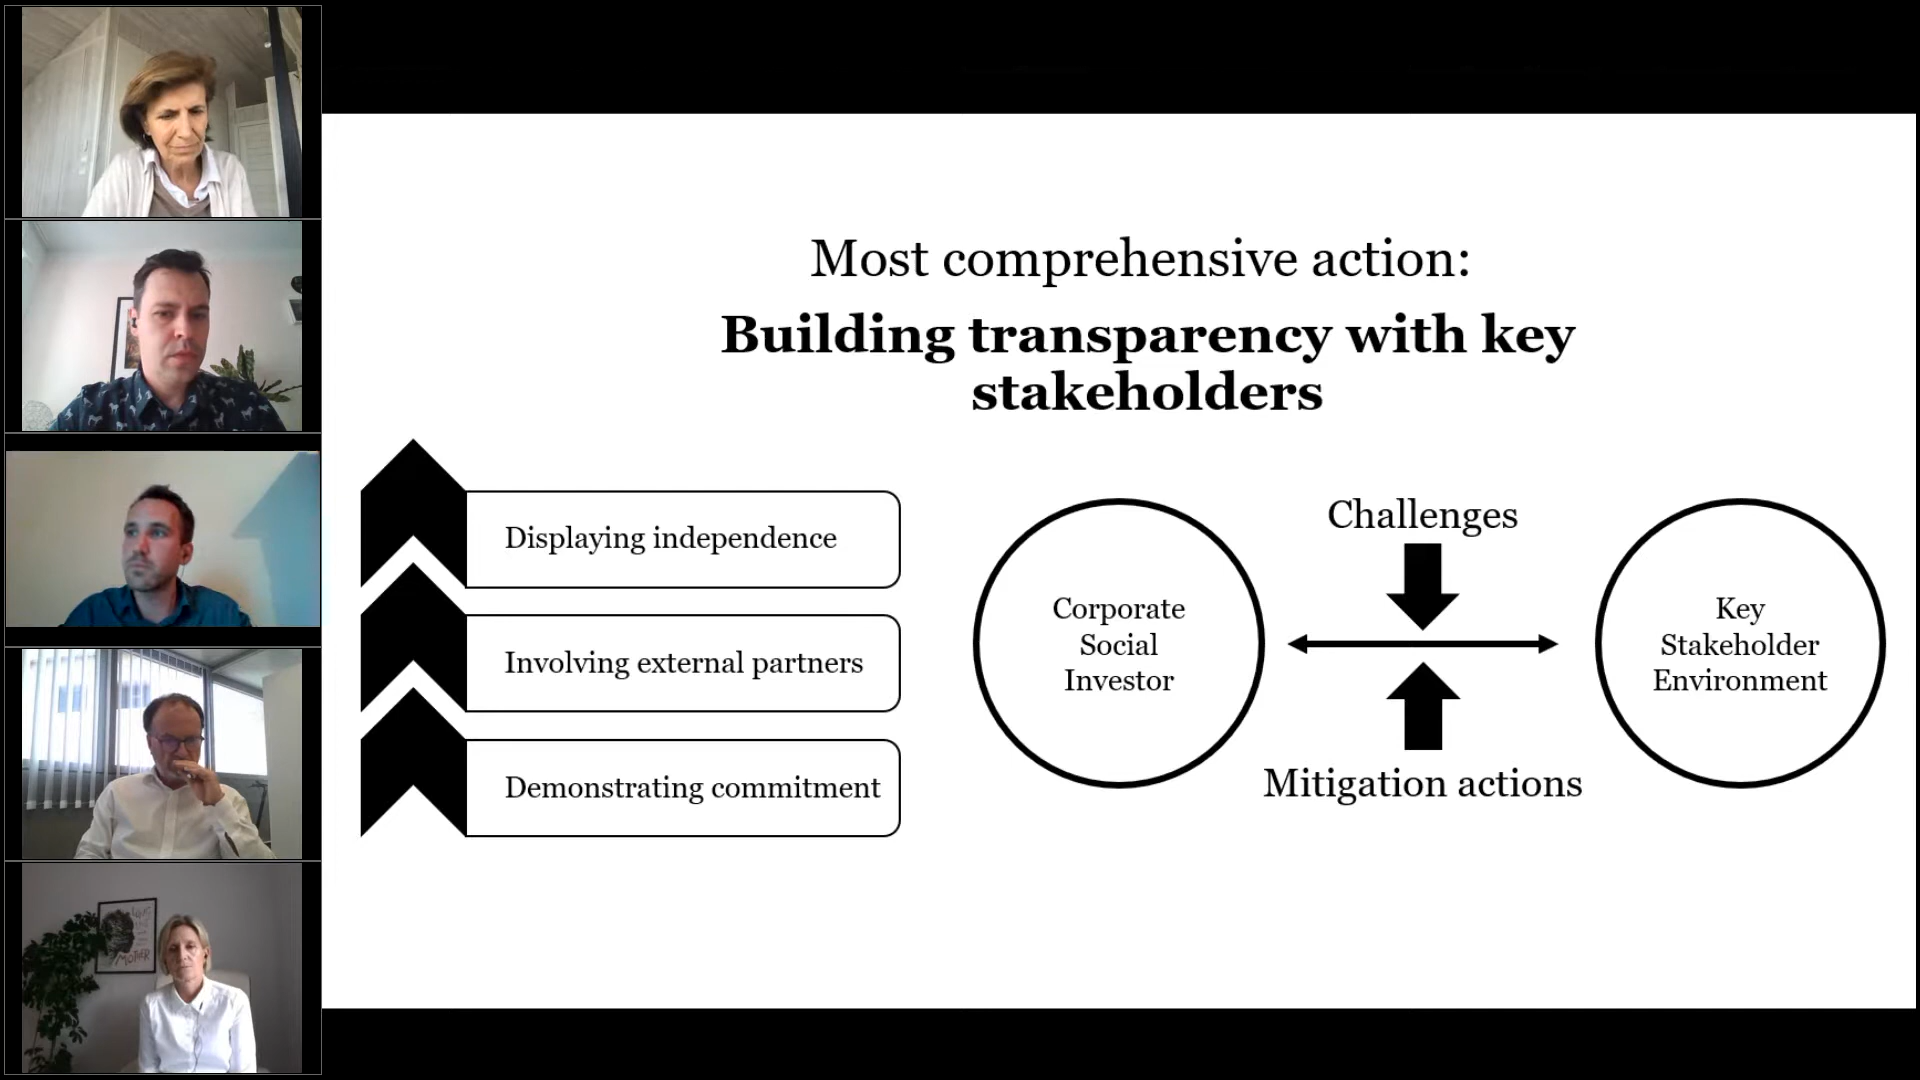 Most comprehensive action:
Building transparency with key
stakeholders
Displaying independence
Involving external partners
Demonstrating commitment
Corporate
Social
Investor
Challenges
Mitigation actions
Key
Stakeholder
Environment
MOTHER